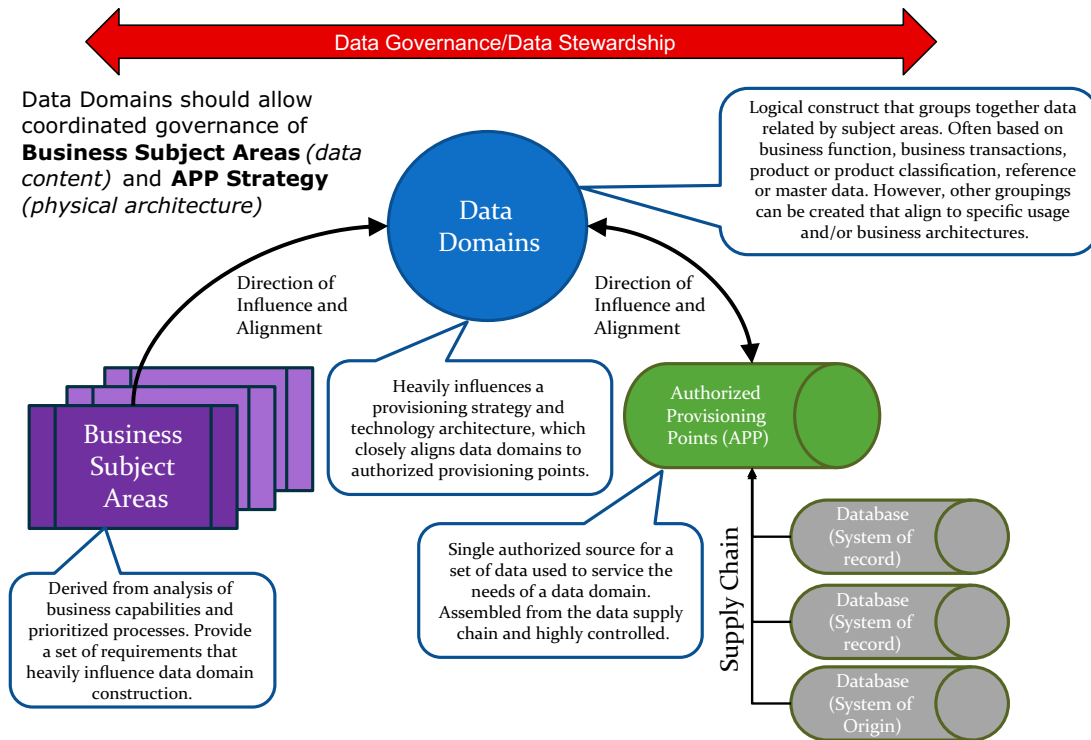 Data Governance/Data Stewardship
Data Domains should allow
coordinated governance of
Business Subject Areas (data
content) and APP Strategy
(physical architecture)
Logical construct that groups together data
related by subject areas. Often based on
business function, business transactions,
product or product classification, reference
or master data. However, other groupings
can be created that align to specific usage
and/or business architectures.
Data
Domains
Direction of
Influence and
Alignment
Direction of
Influence and
Alignment
Heavily influences a
provisioning strategy and
technology architecture, which
closely aligns data domains to
authorized provisioning points.
Authorized
Provisioning
Points (APP)
Business
Subject
Areas
Derived from analysis of
business capabilities and
prioritized processes. Provide
a set of requirements that
heavily influence data domain
construction.
Single authorized source for a
set of data used to service the
needs of a data domain.
Assembled from the data supply
chain and highly controlled.
Supply Chain
Database
(System of
record)
Database
(System of
record)
Database
(System of
Origin)